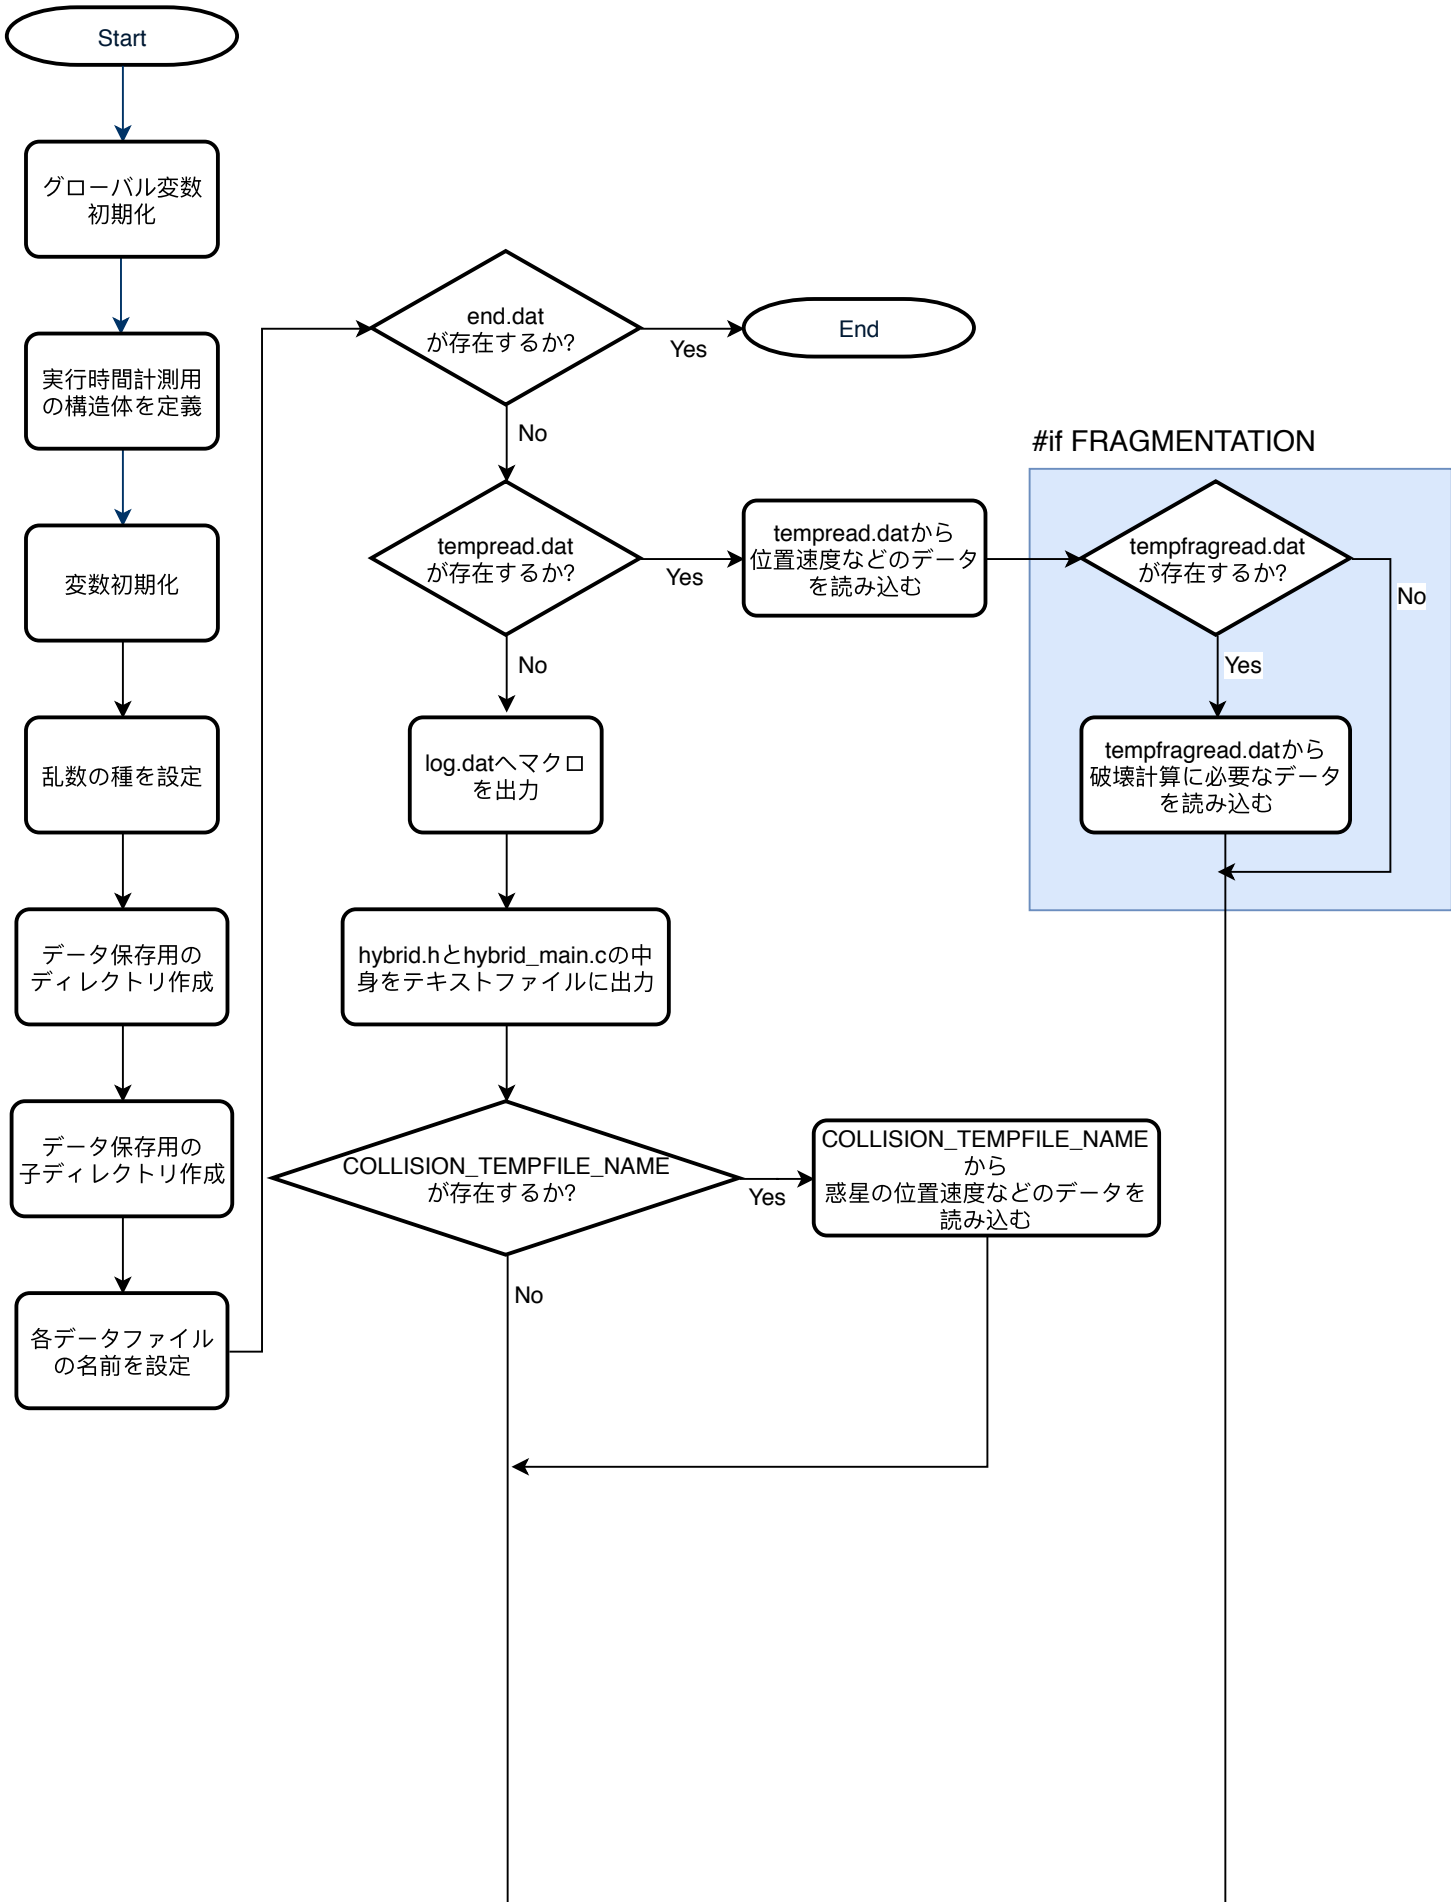 Start
グローバル変数
初期化
実行時間計測用
の構造体を定義
変数初期化
乱数の種を設定
データ保存用の
ディレクトリ作成
データ保存用の
子ディレクトリ作成
各データファイル
の名前を設定
end.dat
が存在するか?
Yes
End
No
tempread.dat
が存在するか?
Yes
tempread.datから
位置速度などのデータ
を読み込む
#if FRAGMENTATION
tempfragread.dat
が存在するか?
No
Yes
tempfragread.datから
破壊計算に必要なデータ
を読み込む
No
log.datへマクロ
を出力
hybrid.hとhybrid_main.cの中
身をテキストファイルに出力
COLLISION_TEMPFILE_NAME
が存在するか?
Yes
COLLISION_TEMPFILE_NAME
から
惑星の位置速度などのデータを
読み込む
No